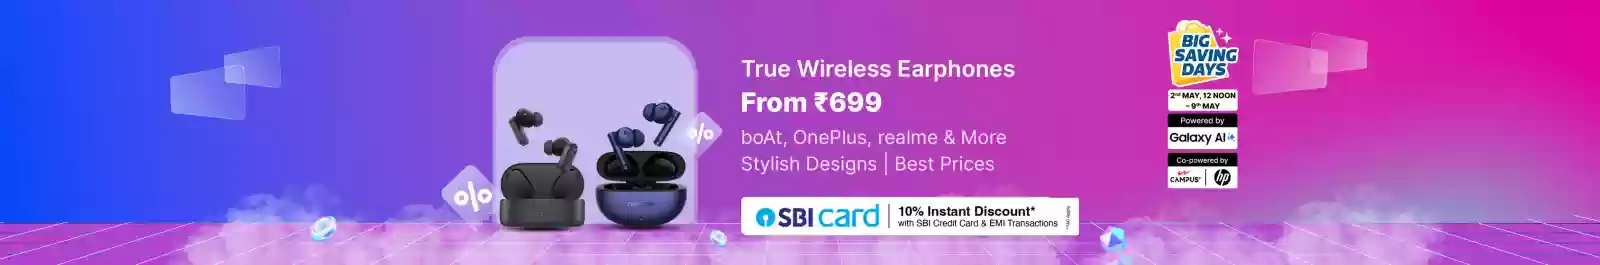 True Wireless Earphones
From ₹699
boAt, OnePlus, realme & More
Stylish Designs | Best Prices
SBI card
10% Instant Discount*
with SBI Credit Card & EMI Transactions
BIG
SAVING
DAYS
2nd MAY, 12 NOON
- 9th MAY
Powered by
Galaxy AI
Co-powered by
CAMPUS | hp
%
%